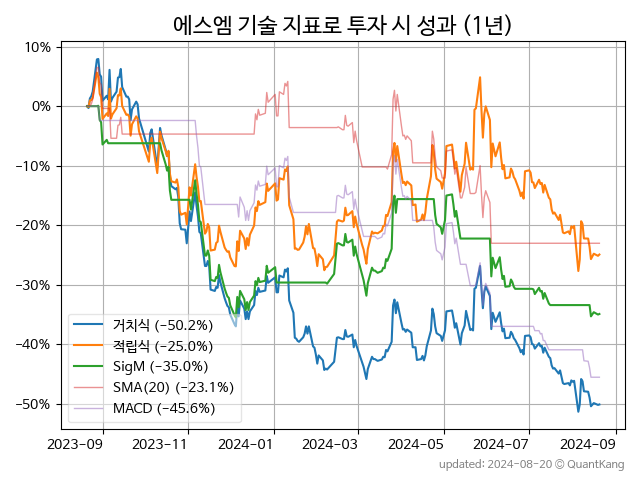 에스엠 기술 지표로 투자 시 성과 (1년)
10%
0%
−10%
−20%
−30%
−40%
−50%
거치식 (−50.2%)
적립식 (−25.0%)
SigM (−35.0%)
SMA(20) (−23.1%)
MACD (−45.6%)
2023−09 2023−11 2024−01 2024−03 2024−05 2024−07 2024−09
updated: 2024−08−20 @ QuantKang